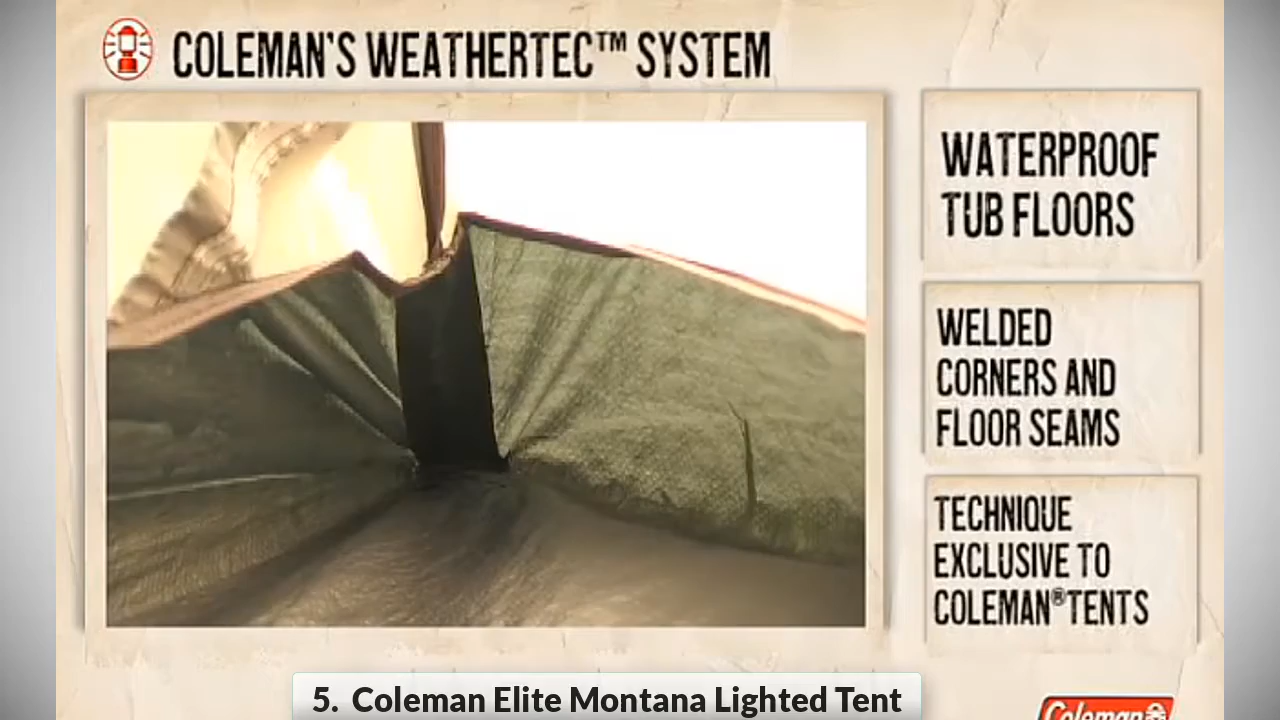 COLEMAN'S WEATHERTEC™ SYSTEM
WATERPROOF
TUB FLOORS
WELDED
CORNERS AND
FLOOR SEAMS
TECHNIQUE
EXCLUSIVE TO
COLEMAN® TENTS
5. Coleman Elite Montana Lighted Tent
Coleman